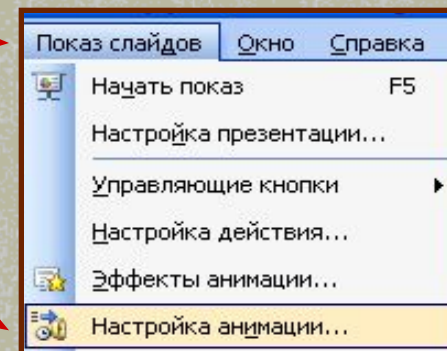 Показ слайдов Окно Справка
Начать показ F5
Настройка презентации...
Управляющие кнопки
Настройка действия...
Эффекты анимации...
Настройка анимации...